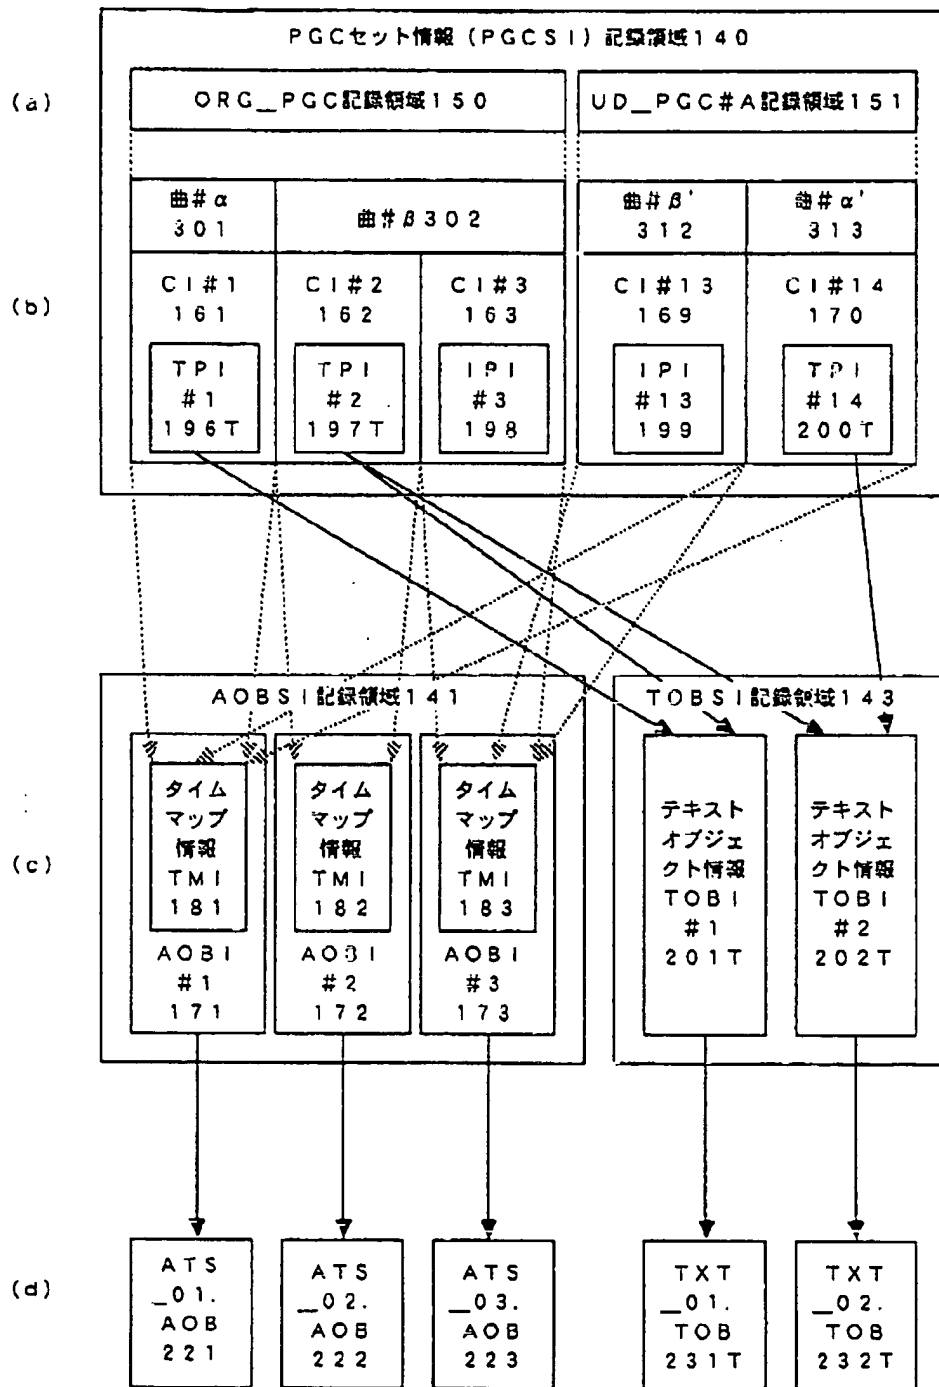 PGCセット情報(PGCSI)記録領域140
(a)
ORG__PGC記録領域150
UD__PGC#A記録領域151
曲#α
301
曲#β302
曲#β'
312
曲#α'
313
(b)
CI#1
161
CI#2
162
CI#3
163
CI#13
169
CI#14
170
TPI
#1
196T
TPI
#2
197T
IPI
#3
198
IPI
#13
199
TPI
#14
200T
AOBSI記録領域141
TOBSI記録領域143
(c)
タイム
マップ
情報
TMI
181
AOBI
#1
171
タイム
マップ
情報
TMI
182
AOBI
#2
172
タイム
マップ
情報
TMI
183
AOBI
#3
173
テキスト
オブジェ
クト情報
TOBI
#1
201T
テキスト
オブジェ
クト情報
TOBI
#2
202T
(d)
ATS
__01.
AOB
221
ATS
__02.
AOB
222
ATS
__03.
AOB
223
TXT
__01.
TOB
231T
TXT
__02.
TOB
232T